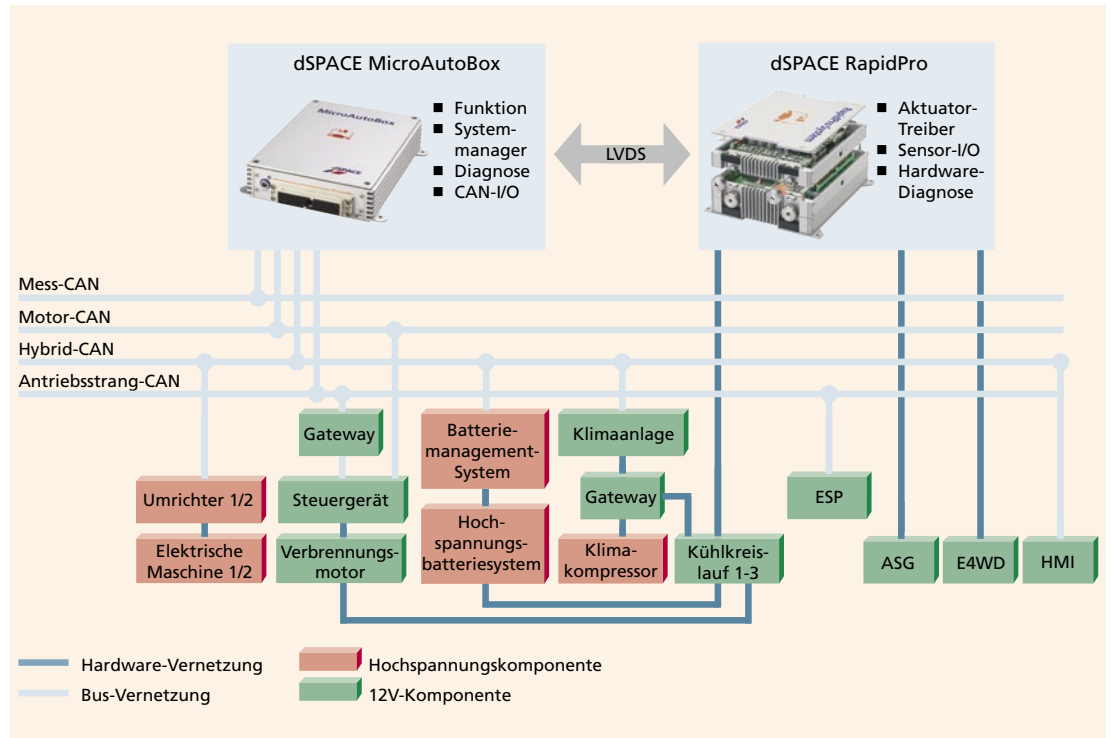 dSPACE MicroAutoBox
MicroAutoBox
dSPACE
■ Funktion
■ System-
manager
■ Diagnose
■ CAN-I/O
LVDS
dSPACE RapidPro
RapidProSystem
■ Aktuator-
Treiber
■ Sensor-I/O
■ Hardware-
Diagnose
Mess-CAN
Motor-CAN
Hybrid-CAN
Antriebsstrang-CAN
Gateway
Batterie-
management-
System
Klimaanlage
Umrichter 1/2
Steuergerät
Gateway
ESP
Elektrische
Maschine 1/2
Verbrennungs-
motor
Hoch-
spannungs-
batteriesystem
Klima-
kompressor
Kühlkreis-
lauf 1-3
ASG
E4WD
HMI
Hardware-Vernetzung
Hochspannungskomponente
Bus-Vernetzung
12V-Komponente